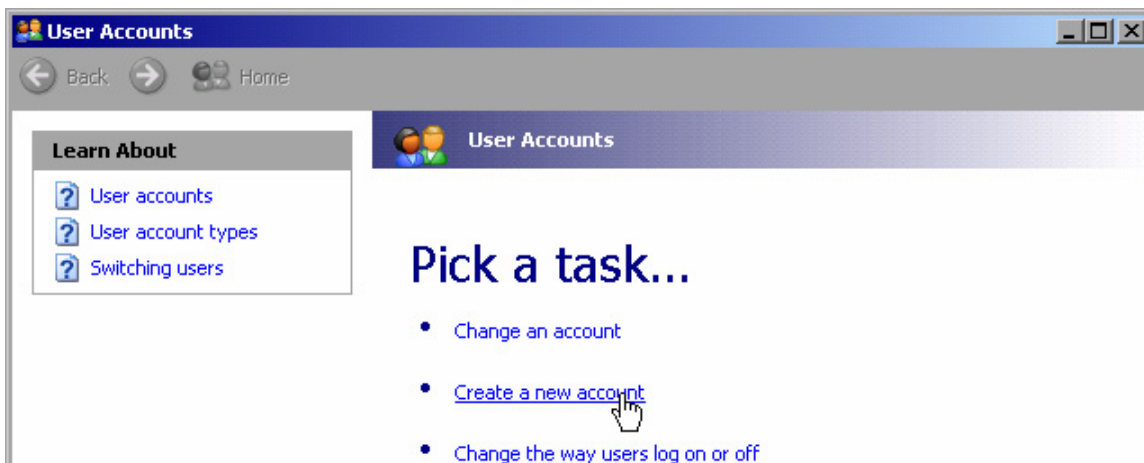 User Accounts
Back Home
Learn About
User accounts
User account types
Switching users
User Accounts
Pick a task...
Change an account
Create a new account
Change the way users log on or off